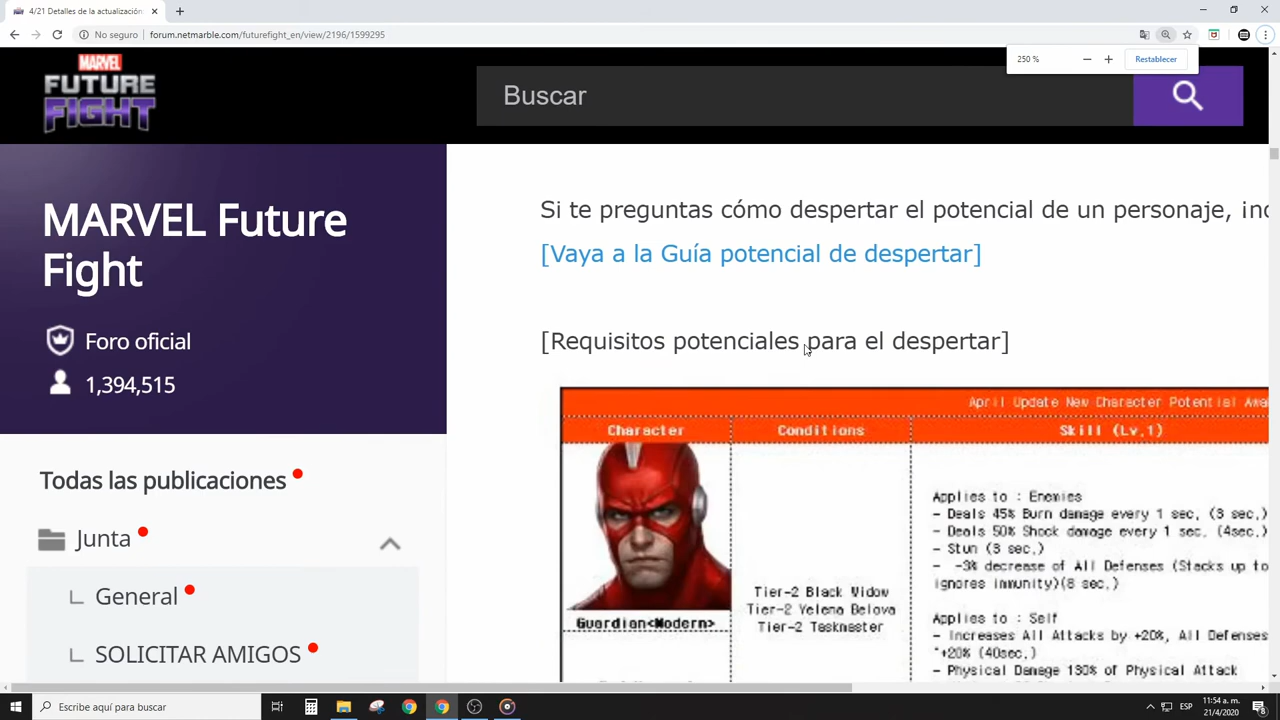 4/21 Detalles de la actualización
No seguro
forum.netmarble.com/futurefight_en/view/2196/1599295
250 %
Restablecer
MARVEL
FUTURE
FIGHT
Buscar
MARVEL Future
Fight
Foro oficial
1,394,515
Todas las publicaciones
Junta
General
SOLICITAR AMIGOS
Si te preguntas cómo despertar el potencial de un personaje, inc
[Vaya a la Guía potencial de despertar]
[Requisitos potenciales para el despertar]
April Update New Character Potential Awa
Character
Conditions
Skill (Lv.1)
Guardian<Modern>
Tier-2 Black Widow
Tier-2 Yelena Belova
Tier-2 Taskmaster
Applies to : Enemies
- Deals 45% Burn damage every 1 sec. (3 sec.)
- Deals 50% Shock damage every 1 sec. (4sec.)
- Stun (3 sec.)
- -3% decrease of All Defenses (Stacks up to
ignores immunity)(8 sec.)
Applies to : Self
- Increases All Attacks by +20%, All Defenses
+20% (40sec.)
- Physical Damage 130% of Physical Attack
Escribe aquí para buscar
ESP
11:54 a. m.
21/4/2020
8